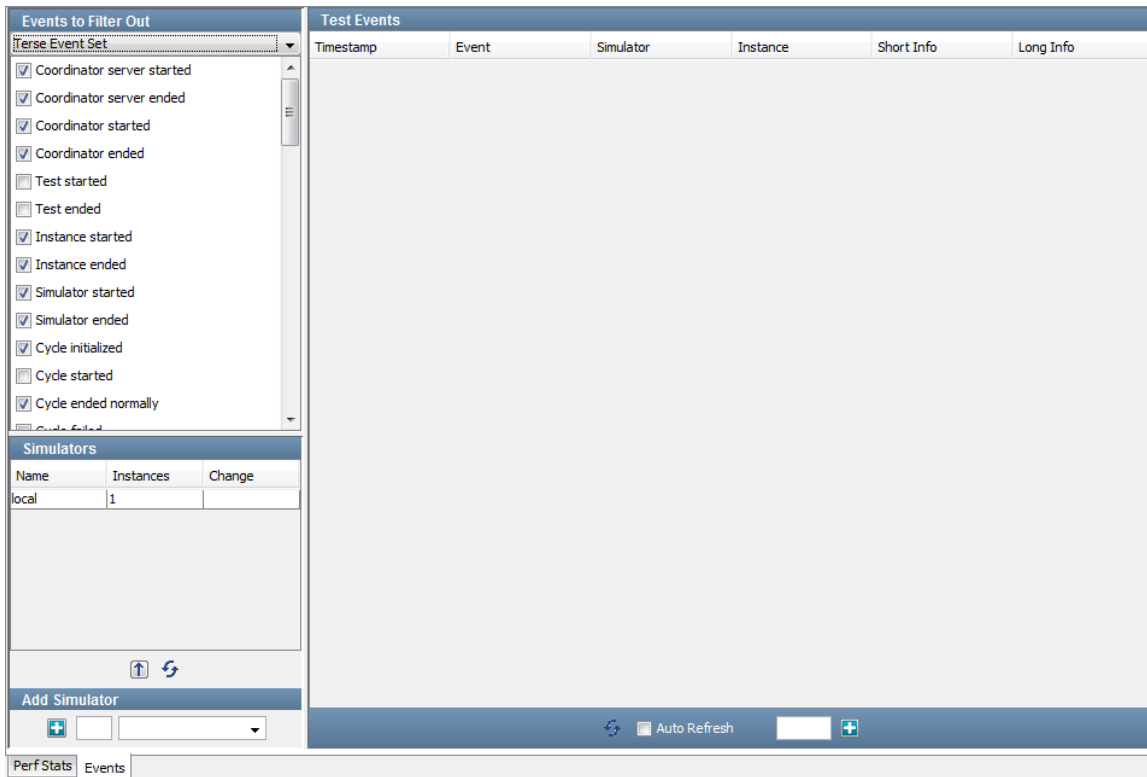 Events to Filter Out
Terse Event Set
Coordinator server started
Coordinator server ended
Coordinator started
Coordinator ended
Test started
Test ended
Instance started
Instance ended
Simulator started
Simulator ended
Cycle initialized
Cycle started
Cycle ended normally
Cycle failed
Simulators
Name Instances Change
local 1
Add Simulator
Test Events
Timestamp Event Simulator Instance Short Info Long Info
Auto Refresh
Perf Stats Events